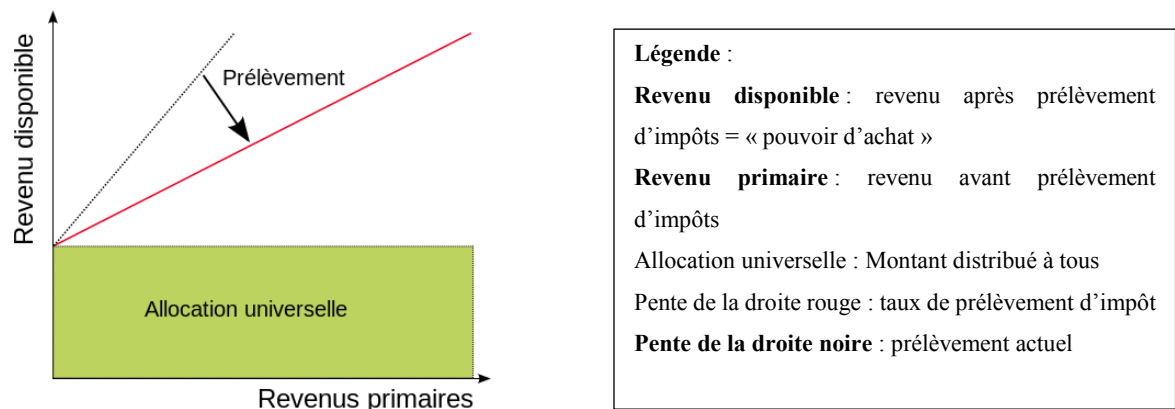 Revenu disponible
Prélèvement
Allocation universelle
Revenus primaires
Légende :
Revenu disponible : revenu après prélèvement
d’impôts = « pouvoir d’achat »
Revenu primaire : revenu avant prélèvement
d’impôts
Allocation universelle : Montant distribué à tous
Pente de la droite rouge : taux de prélèvement d’impôt
Pente de la droite noire : prélèvement actuel